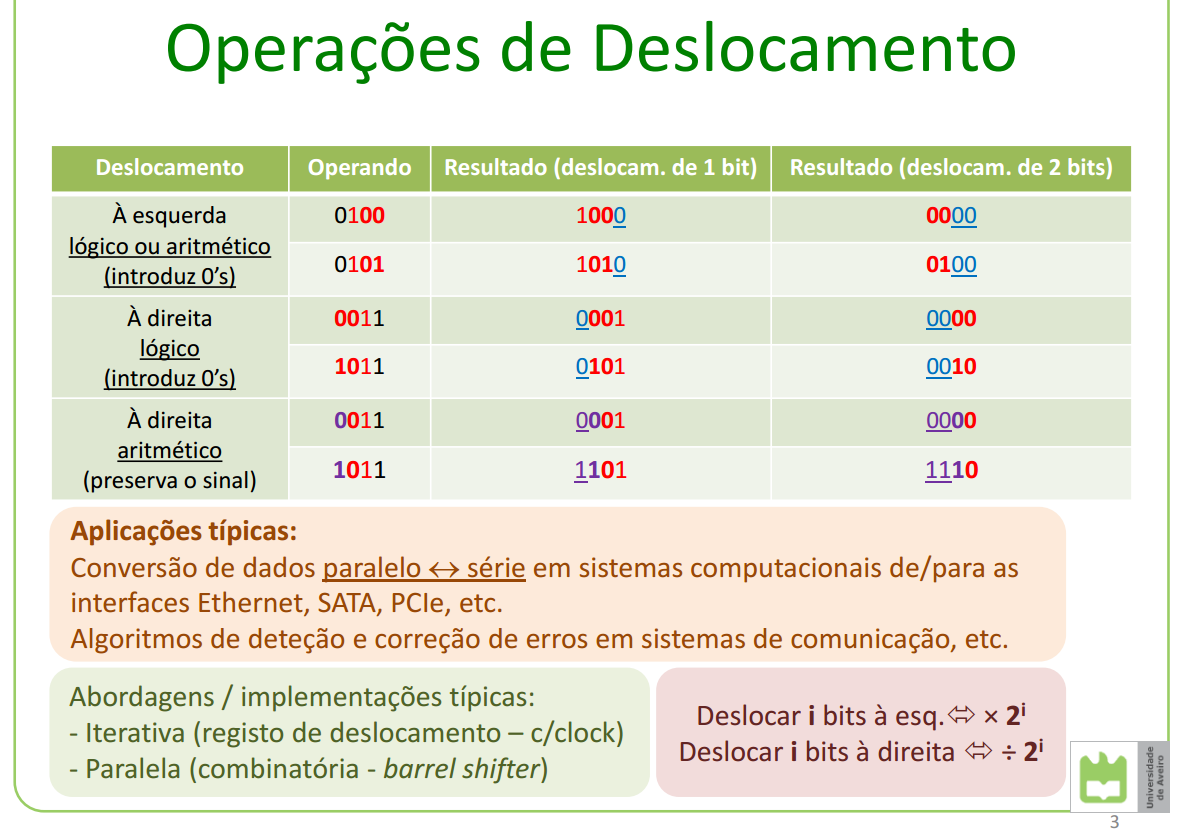 Operações de Deslocamento
Deslocamento Operando Resultado (deslocam. de 1 bit) Resultado (deslocam. de 2 bits)
À esquerda
lógico ou aritmético
(introduz 0's)
0100 1000 0000
0101 1010 0100
À direita
lógico
(introduz 0's)
0011 0001 0000
1011 0101 0010
À direita
aritmético
(preserva o sinal)
0011 0001 0000
1011 1101 1110
Aplicações típicas:
Conversão de dados paralelo ↔ série em sistemas computacionais de/para as
interfaces Ethernet, SATA, PCIe, etc.
Algoritmos de deteção e correção de erros em sistemas de comunicação, etc.
Abordagens / implementações típicas:
- Iterativa (registo de deslocamento – c/clock)
- Paralela (combinatória - barrel shifter)
Deslocar i bits à esq. ⇔ × 2ⁱ
Deslocar i bits à direita ⇔ ÷ 2ⁱ
Universidade
de Aveiro
3